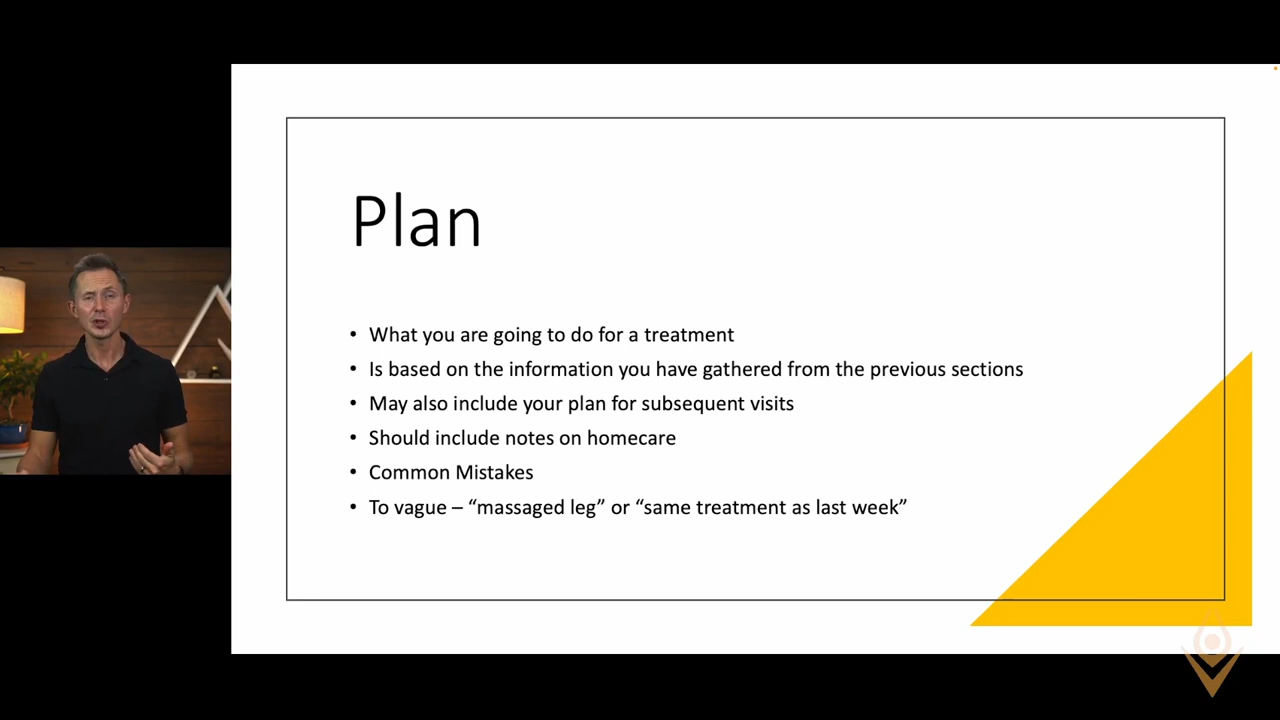 Plan
• What you are going to do for a treatment
• Is based on the information you have gathered from the previous sections
• May also include your plan for subsequent visits
• Should include notes on homecare
• Common Mistakes
• To vague – “massaged leg” or “same treatment as last week”